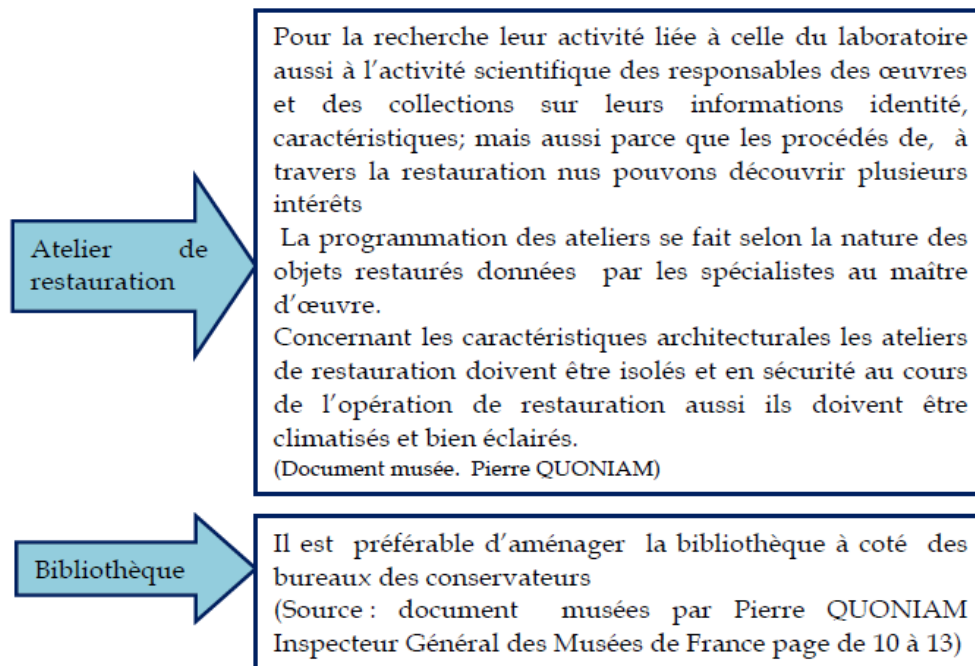 Atelier de
restauration
Pour la recherche leur activité liée à celle du laboratoire
aussi à l'activité scientifique des responsables des œuvres
et des collections sur leurs informations identité,
caractéristiques; mais aussi parce que les procédés de, à
travers la restauration nus pouvons découvrir plusieurs
intérêts
La programmation des ateliers se fait selon la nature des
objets restaurés données par les spécialistes au maître
d'œuvre.
Concernant les caractéristiques architecturales les ateliers
de restauration doivent être isolés et en sécurité au cours
de l'opération de restauration aussi ils doivent être
climatisés et bien éclairés.
(Document musée. Pierre QUONIAM)
Bibliothèque
Il est préférable d'aménager la bibliothèque à coté des
bureaux des conservateurs
(Source : document musées par Pierre QUONIAM
Inspecteur Général des Musées de France page de 10 à 13)